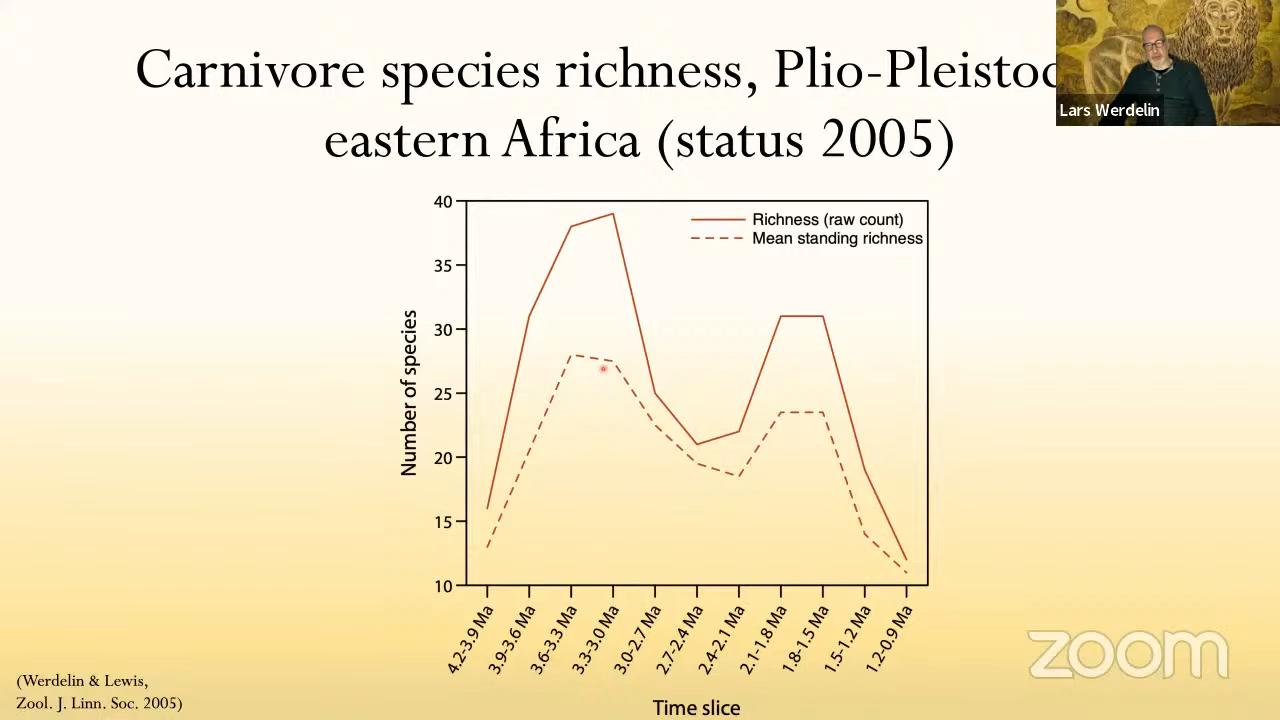 Carnivore species richness, Plio-Pleistoc
eastern Africa (status 2005)
Lars Werdelin
40
35
30
25
20
15
10
Number of species
Richness (raw count)
Mean standing richness
4.2-3.9 Ma
3.9-3.6 Ma
3.6-3.3 Ma
3.3-3.0 Ma
3.0-2.7 Ma
2.7-2.4 Ma
2.4-2.1 Ma
2.1-1.8 Ma
1.8-1.5 Ma
1.5-1.2 Ma
1.2-0.9 Ma
Time slice
(Werdelin & Lewis,
Zool. J. Linn. Soc. 2005)
zoom